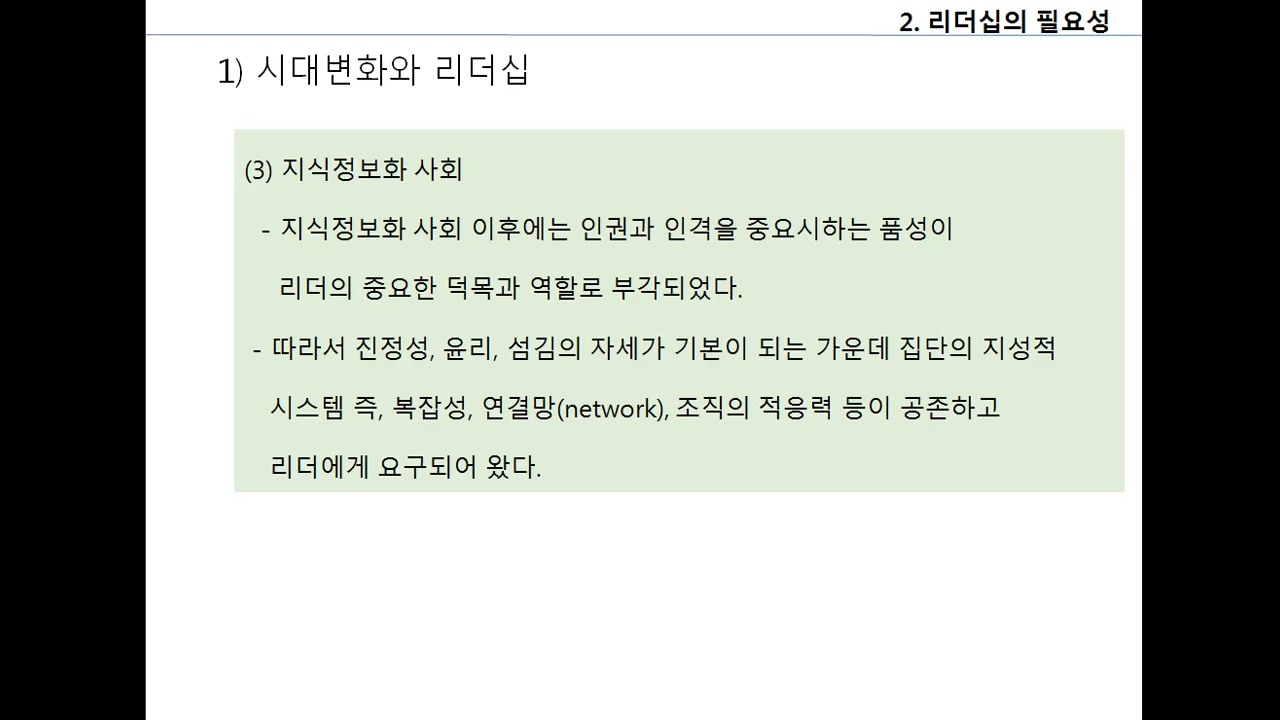 2. 리더십의 필요성
1) 시대변화와 리더십
(3) 지식정보화 사회
- 지식정보화 사회 이후에는 인권과 인격을 중요시하는 품성이
리더의 중요한 덕목과 역할로 부각되었다.
- 따라서 진정성, 윤리, 섬김의 자세가 기본이 되는 가운데 집단의 지성적
시스템 즉, 복잡성, 연결망(network), 조직의 적응력 등이 공존하고
리더에게 요구되어 왔다.